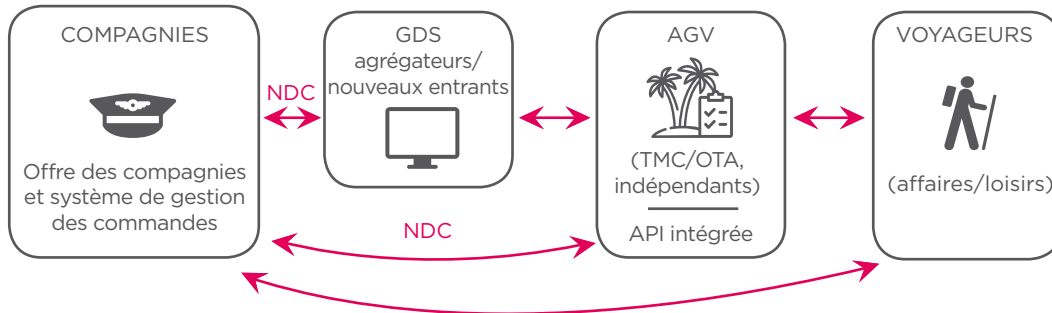 COMPAGNIES
Offre des compagnies
et système de gestion
des commandes
NDC
GDS
agrégateurs/
nouveaux entrants
AGV
(TMC/OTA,
indépendants)
API intégrée
VOYAGEURS
(affaires/loisirs)
NDC